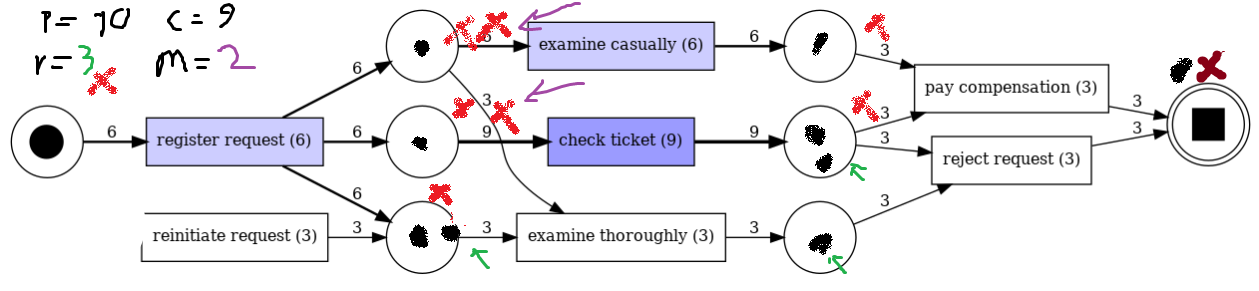 p= 10 c=9
r=3 m=2
6 6 examine casually (6) 6 3
3 pay compensation (3) 3
6 register request (6) 6 9 check ticket (9) 9 3
3 reject request (3) 3
6 3
reinitiate request (3) 3 3 examine thoroughly (3) 3